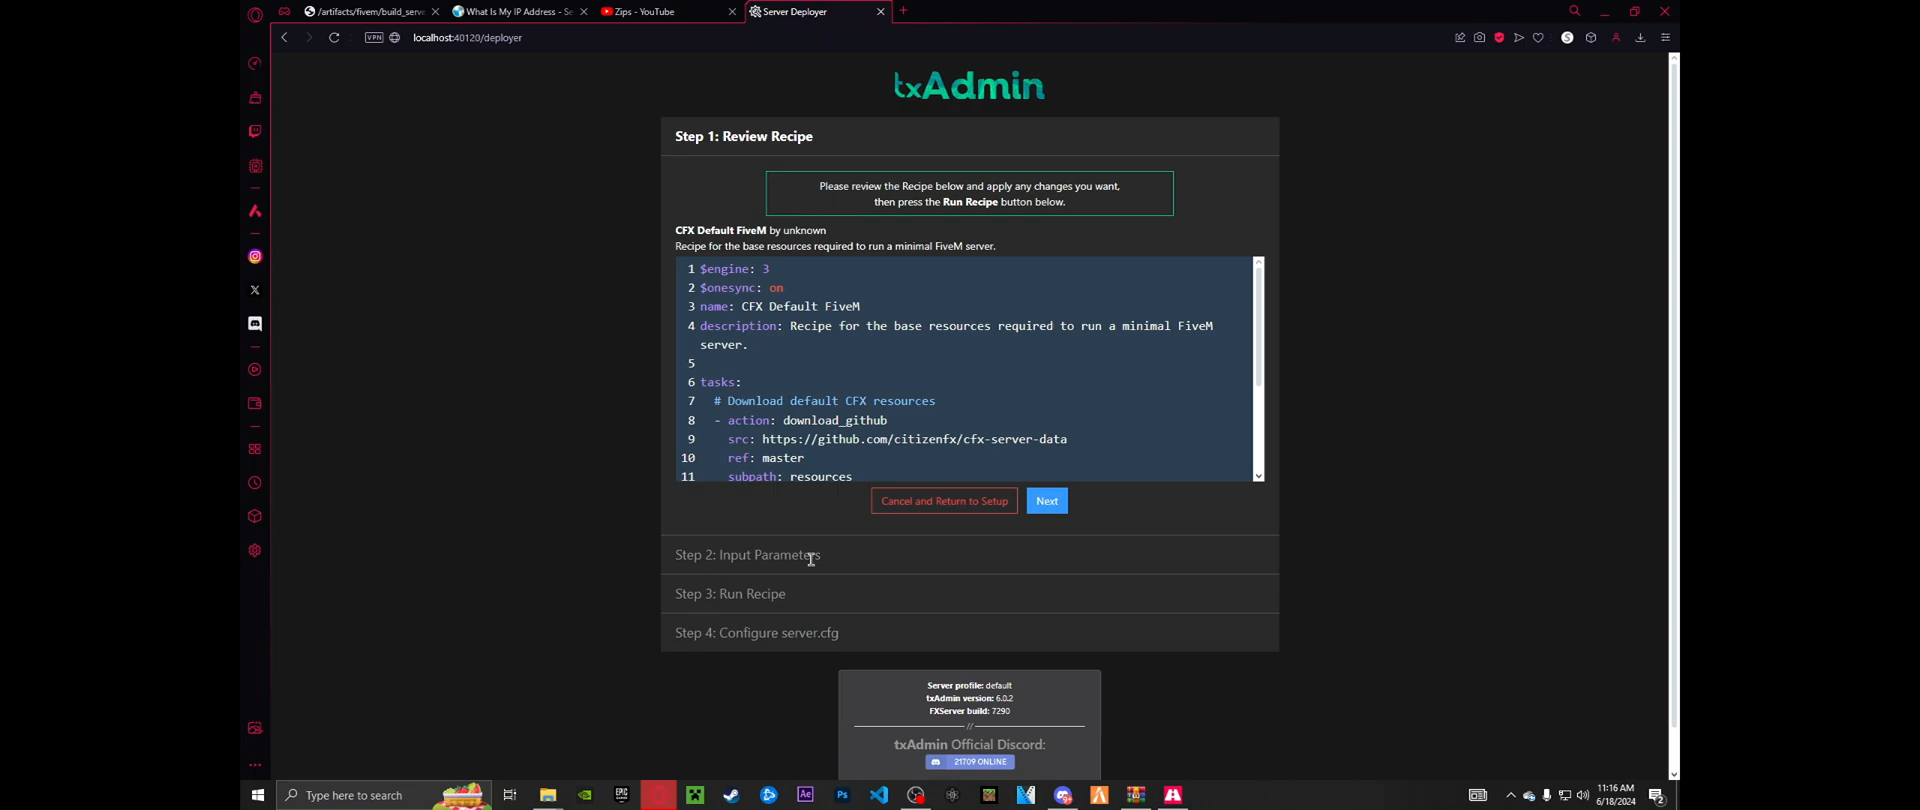 /artifacts/fivem/build_serve
What Is My IP Address - Se
Zips - YouTube
Server Deployer
VPN
localhost:40120/deployer
txAdmin
Step 1: Review Recipe
Please review the Recipe below and apply any changes you want,
then press the Run Recipe button below.
CFX Default FiveM by unknown
Recipe for the base resources required to run a minimal FiveM server.
1 $engine: 3
2 $onesync: on
3 name: CFX Default FiveM
4 description: Recipe for the base resources required to run a minimal FiveM
server.
5
6 tasks:
7 # Download default CFX resources
8 - action: download_github
9 src: https://github.com/citizenfx/cfx-server-data
10 ref: master
11 subpath: resources
Cancel and Return to Setup
Next
Step 2: Input Parameters
Step 3: Run Recipe
Step 4: Configure server.cfg
Server profile: default
txAdmin version: 6.0.2
FXServer build: 7290
//
txAdmin Official Discord:
21709 ONLINE
Type here to search
EPIC
Ae
Ps
11:16 AM
6/18/2024
2